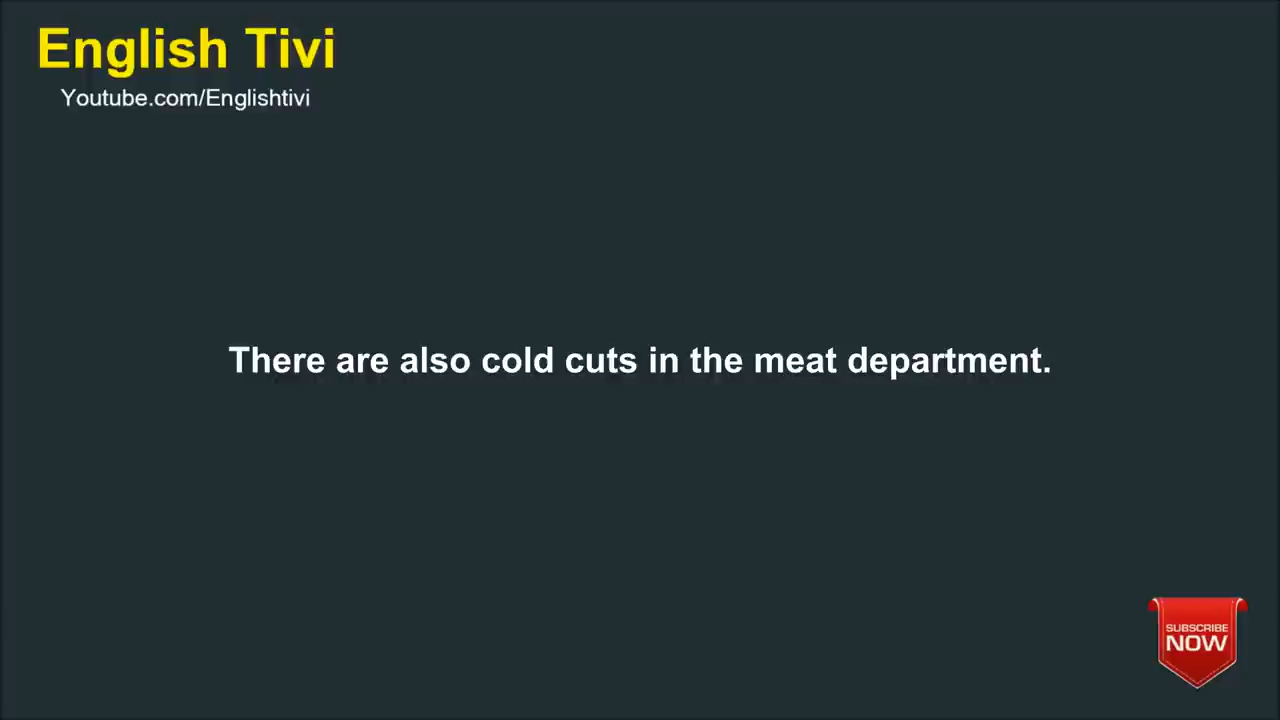 English Tivi
Youtube.com/Englishtivi
There are also cold cuts in the meat department.
SUBSCRIBE
NOW